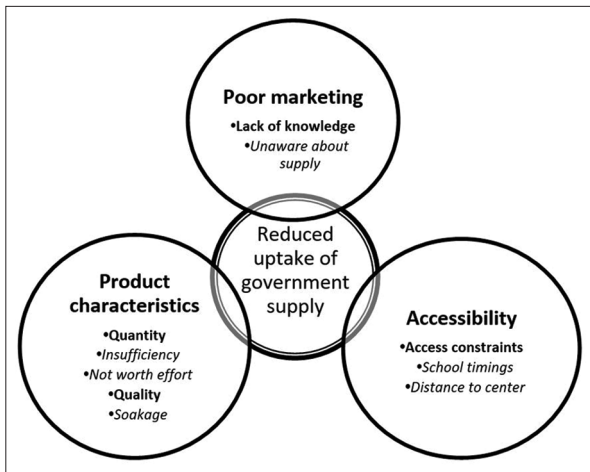 Poor marketing
•Lack of knowledge
•Unaware about
supply
Reduced
uptake of
government
supply
Product
characteristics
•Quantity
•Insufficiency
•Not worth effort
•Quality
•Soakage
Accessibility
•Access constraints
•School timings
•Distance to center